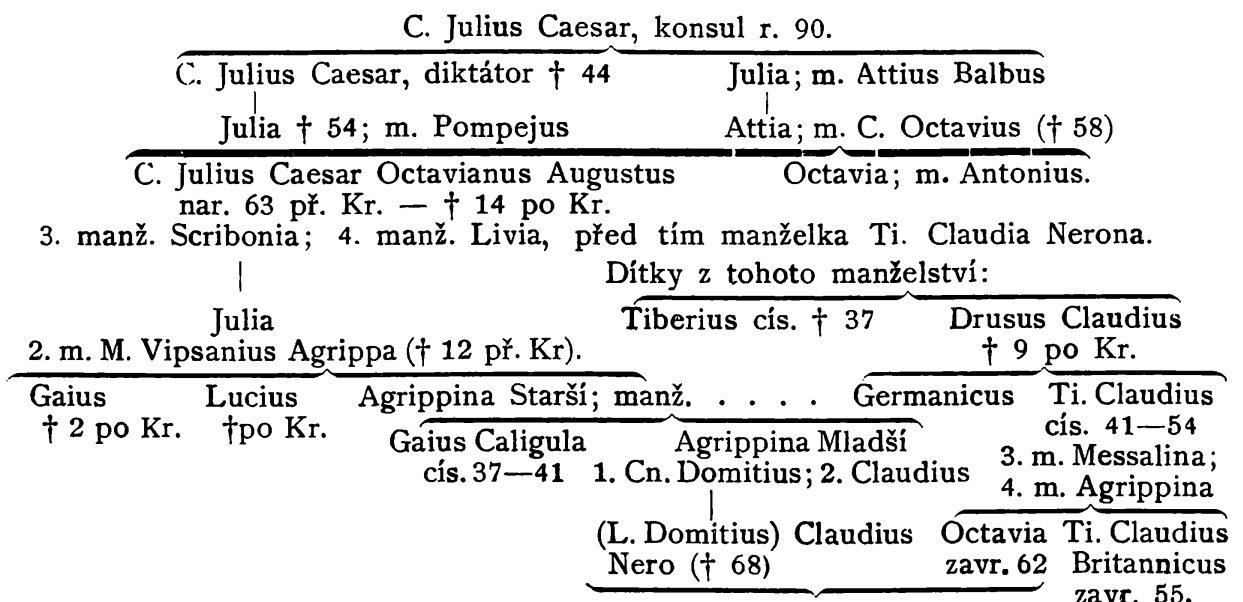 C. Julius Caesar, konsul r. 90.
C. Julius Caesar, diktátor † 44 Julia; m. Attius Balbus
Julia † 54; m. Pompejus Attia; m. C. Octavius († 58)
C. Julius Caesar Octavianus Augustus Octavia; m. Antonius.
nar. 63 př. Kr. — † 14 po Kr.
3. manž. Scribonia; 4. manž. Livia, před tím manželka Ti. Claudia Nerona.
Dítky z tohoto manželství:
Julia Tiberius cís. † 37 Drusus Claudius
2. m. M. Vipsanius Agrippa († 12 př. Kr). † 9 po Kr.
Gaius Lucius Agrippina Starší; manž. . . . . Germanicus Ti. Claudius
† 2 po Kr. †po Kr. Gaius Caligula Agrippina Mladší cís. 41—54
cís. 37—41 1. Cn. Domitius; 2. Claudius 3. m. Messalina;
4. m. Agrippina
(L. Domitius) Claudius Octavia Ti. Claudius
Nero († 68) zavr. 62 Britannicus
zavr. 55.